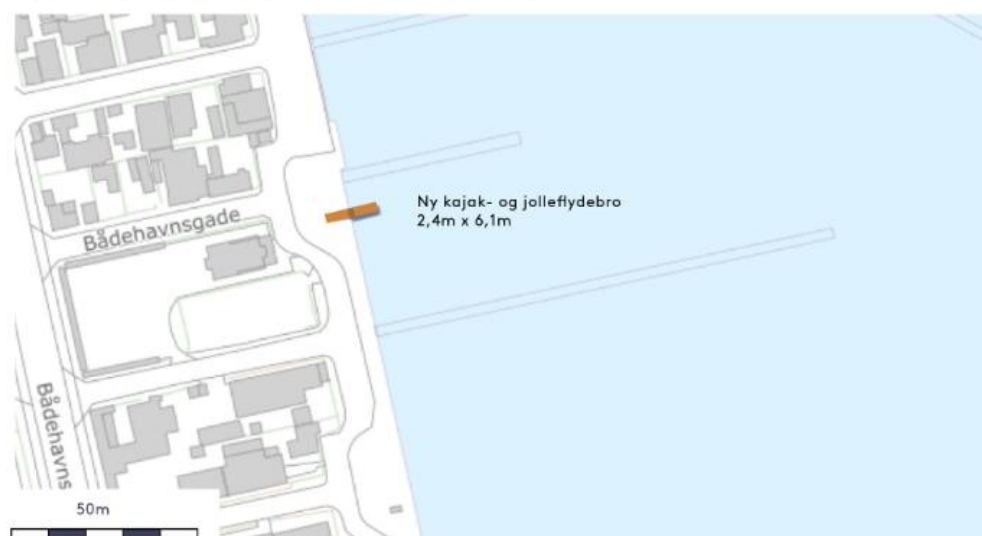 Ny kajak- og jolleflydebro
2,4m x 6,1m
Bådehavnsgade
Bådehavns
50m